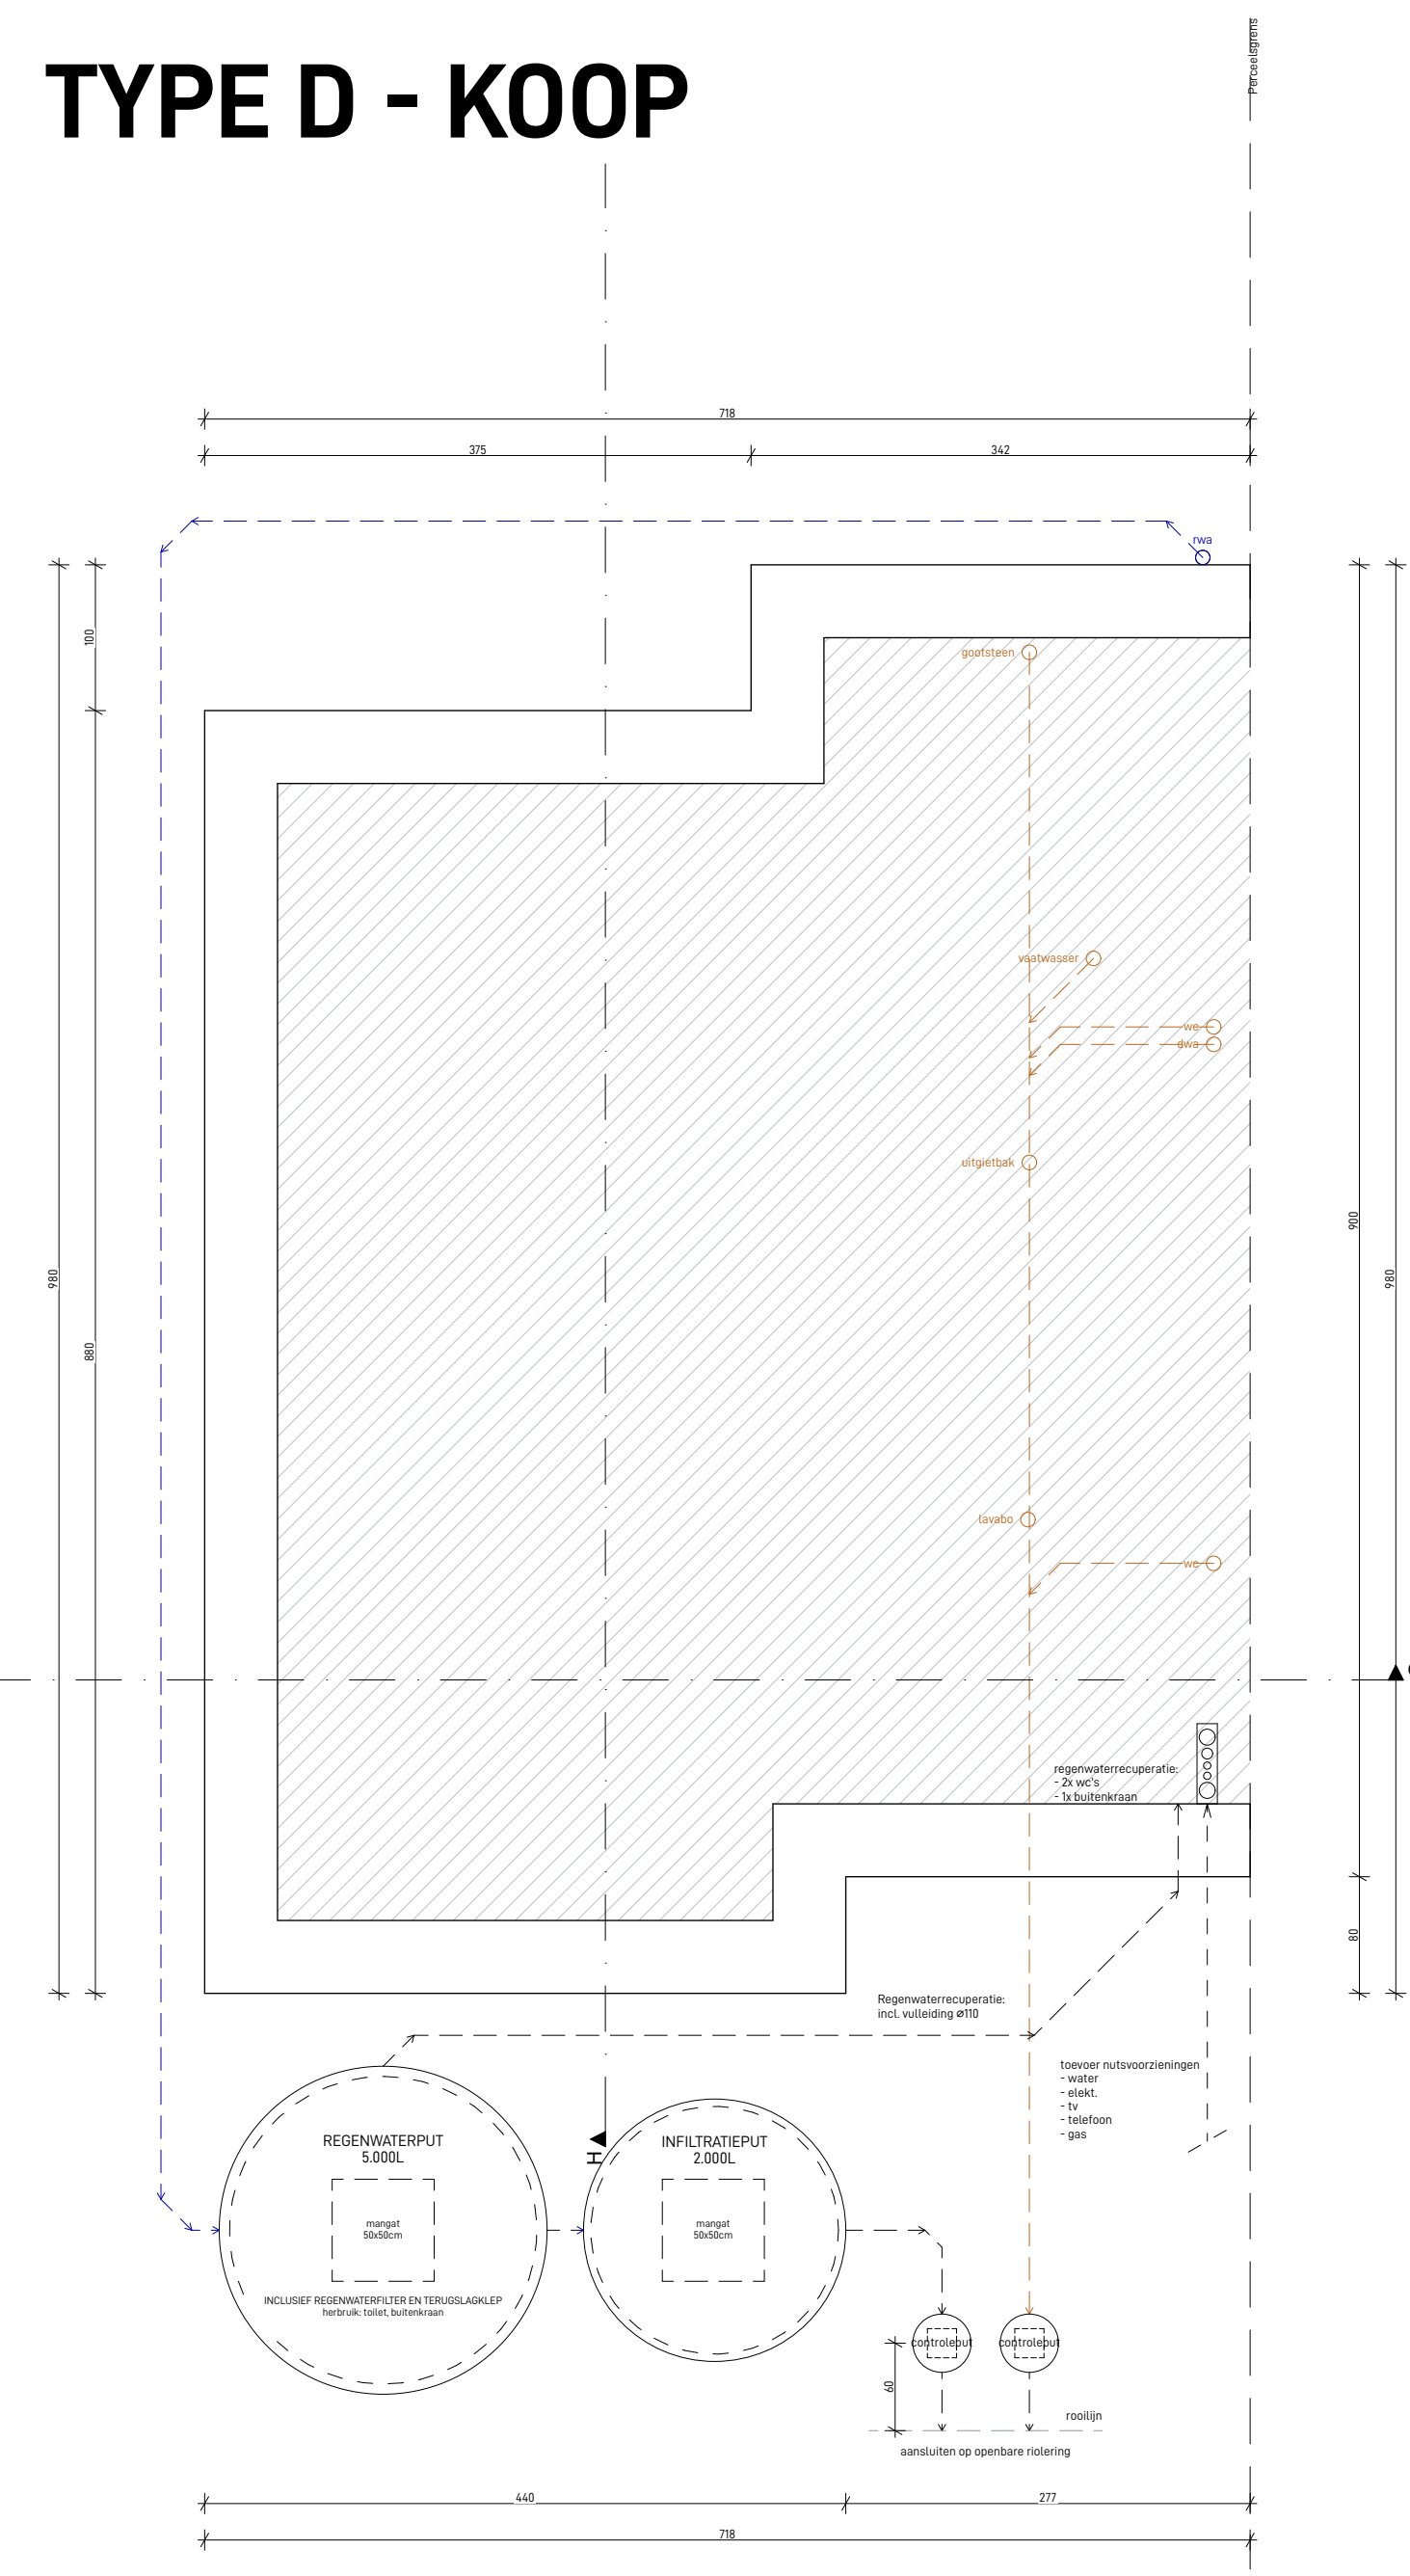 Perceelsgrens
TYPE D - KOOP
718
375
342
rwa
100
gootsteen
vaatwasser
wc
dwa
uitgietbak
900
980
980
880
lavabo
wc
regenwaterrecuperatie:
- 2x wc's
- 1x buitenkraan
80
Regenwaterrecuperatie:
incl. vulleiding ⌀110
toevoer nutsvoorzieningen
- water
- elekt.
- tv
- telefoon
- gas
H
REGENWATERPUT
5.000L
mangat
50x50cm
INCLUSIEF REGENWATERFILTER EN TERUGSLAGKLEP
herbruik: toilet, buitenkraan
INFILTRATIEPUT
2.000L
mangat
50x50cm
controleput
controleput
60
rooilijn
aansluiten op openbare riolering
440
277
718